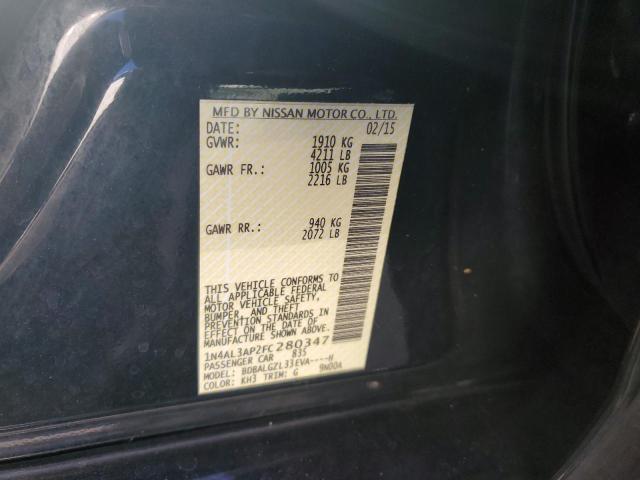 MFD BY NISSAN MOTOR CO., LTD.
DATE: 02/15
GVWR: 1910 KG
4211 LB
GAWR FR.: 1005 KG
2216 LB
GAWR RR.: 940 KG
2072 LB
THIS VEHICLE CONFORMS TO
ALL APPLICABLE FEDERAL
MOTOR VEHICLE SAFETY,
BUMPER, AND THEFT
PREVENTION STANDARDS IN
EFFECT ON THE DATE OF
MANUFACTURE SHOWN ABOVE.
1N4AL3AP2FC280347
PASSENGER CAR 835
MODEL: BDBALGZL33EVA----H
COLOR: KH3 TRIM: G 9N00A